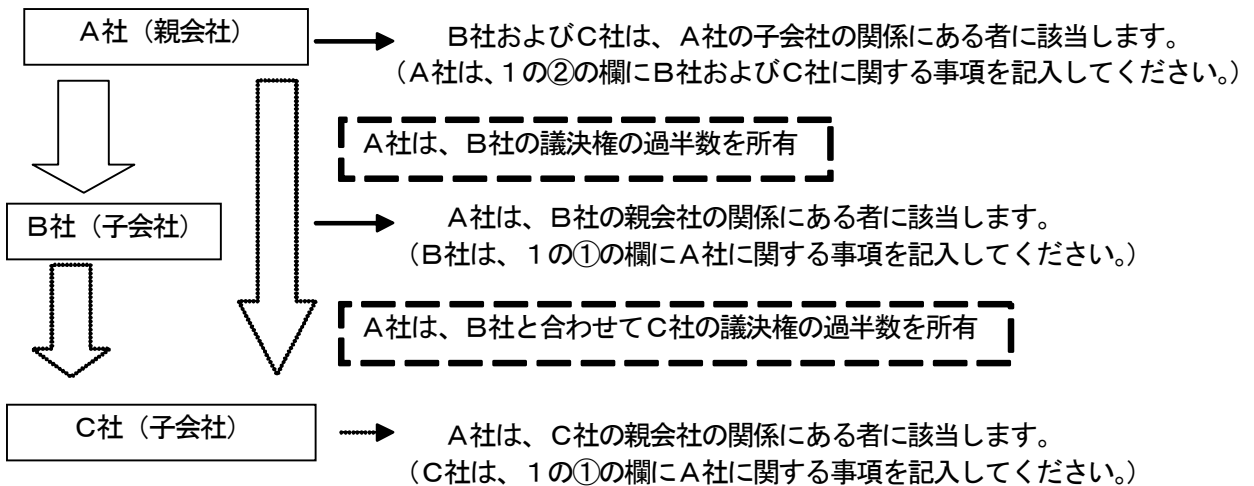 A社（親会社）
B社およびC社は、A社の子会社の関係にある者に該当します。
（A社は、1の②の欄にB社およびC社に関する事項を記入してください。）
A社は、B社の議決権の過半数を所有
B社（子会社）
A社は、B社の親会社の関係にある者に該当します。
（B社は、1の①の欄にA社に関する事項を記入してください。）
A社は、B社と合わせてC社の議決権の過半数を所有
C社（子会社）
A社は、C社の親会社の関係にある者に該当します。
（C社は、1の①の欄にA社に関する事項を記入してください。）